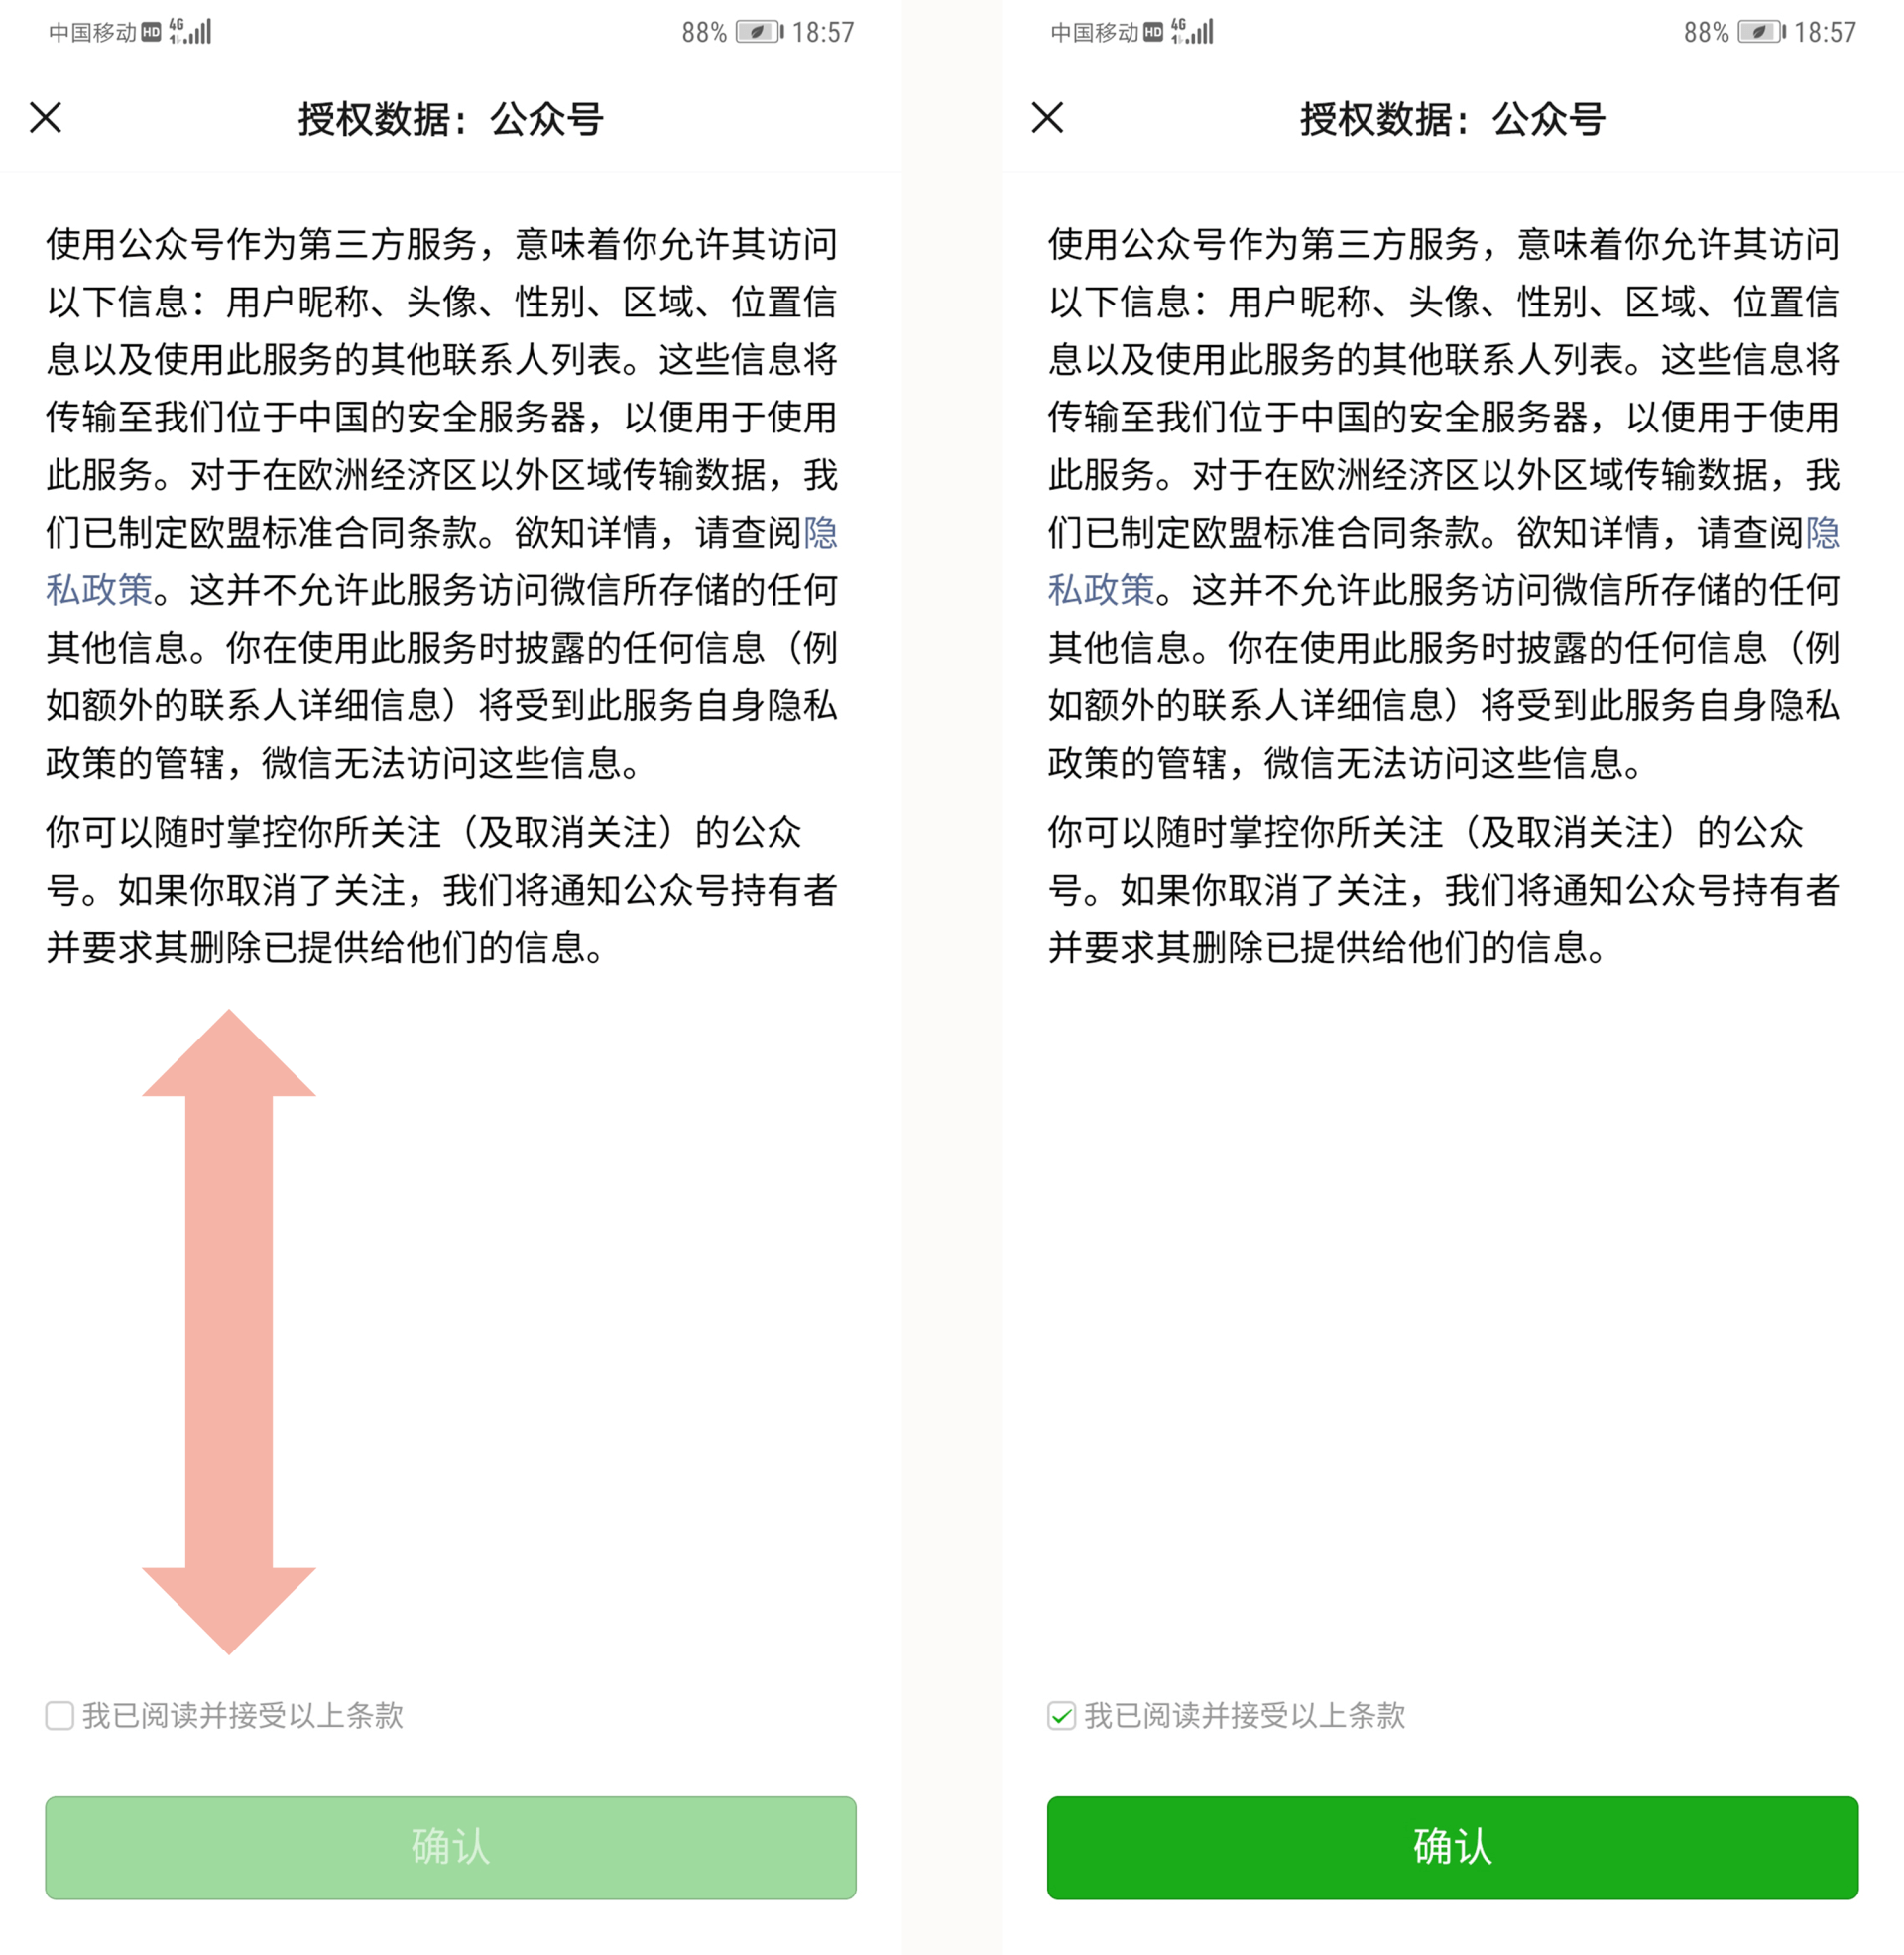 中国移动 HD 4G 88% 18:57
授权数据：公众号
使用公众号作为第三方服务，意味着你允许其访问
以下信息：用户昵称、头像、性别、区域、位置信
息以及使用此服务的其他联系人列表。这些信息将
传输至我们位于中国的安全服务器，以便用于使用
此服务。对于在欧洲经济区以外区域传输数据，我
们已制定欧盟标准合同条款。欲知详情，请查阅隐
私政策。这并不允许此服务访问微信所存储的任何
其他信息。你在使用此服务时披露的任何信息（例
如额外的联系人详细信息）将受到此服务自身隐私
政策的管辖，微信无法访问这些信息。
你可以随时掌控你所关注（及取消关注）的公众
号。如果你取消了关注，我们将通知公众号持有者
并要求其删除已提供给他们的信息。
我已阅读并接受以上条款
确认
中国移动 HD 4G 88% 18:57
授权数据：公众号
使用公众号作为第三方服务，意味着你允许其访问
以下信息：用户昵称、头像、性别、区域、位置信
息以及使用此服务的其他联系人列表。这些信息将
传输至我们位于中国的安全服务器，以便用于使用
此服务。对于在欧洲经济区以外区域传输数据，我
们已制定欧盟标准合同条款。欲知详情，请查阅隐
私政策。这并不允许此服务访问微信所存储的任何
其他信息。你在使用此服务时披露的任何信息（例
如额外的联系人详细信息）将受到此服务自身隐私
政策的管辖，微信无法访问这些信息。
你可以随时掌控你所关注（及取消关注）的公众
号。如果你取消了关注，我们将通知公众号持有者
并要求其删除已提供给他们的信息。
我已阅读并接受以上条款
确认